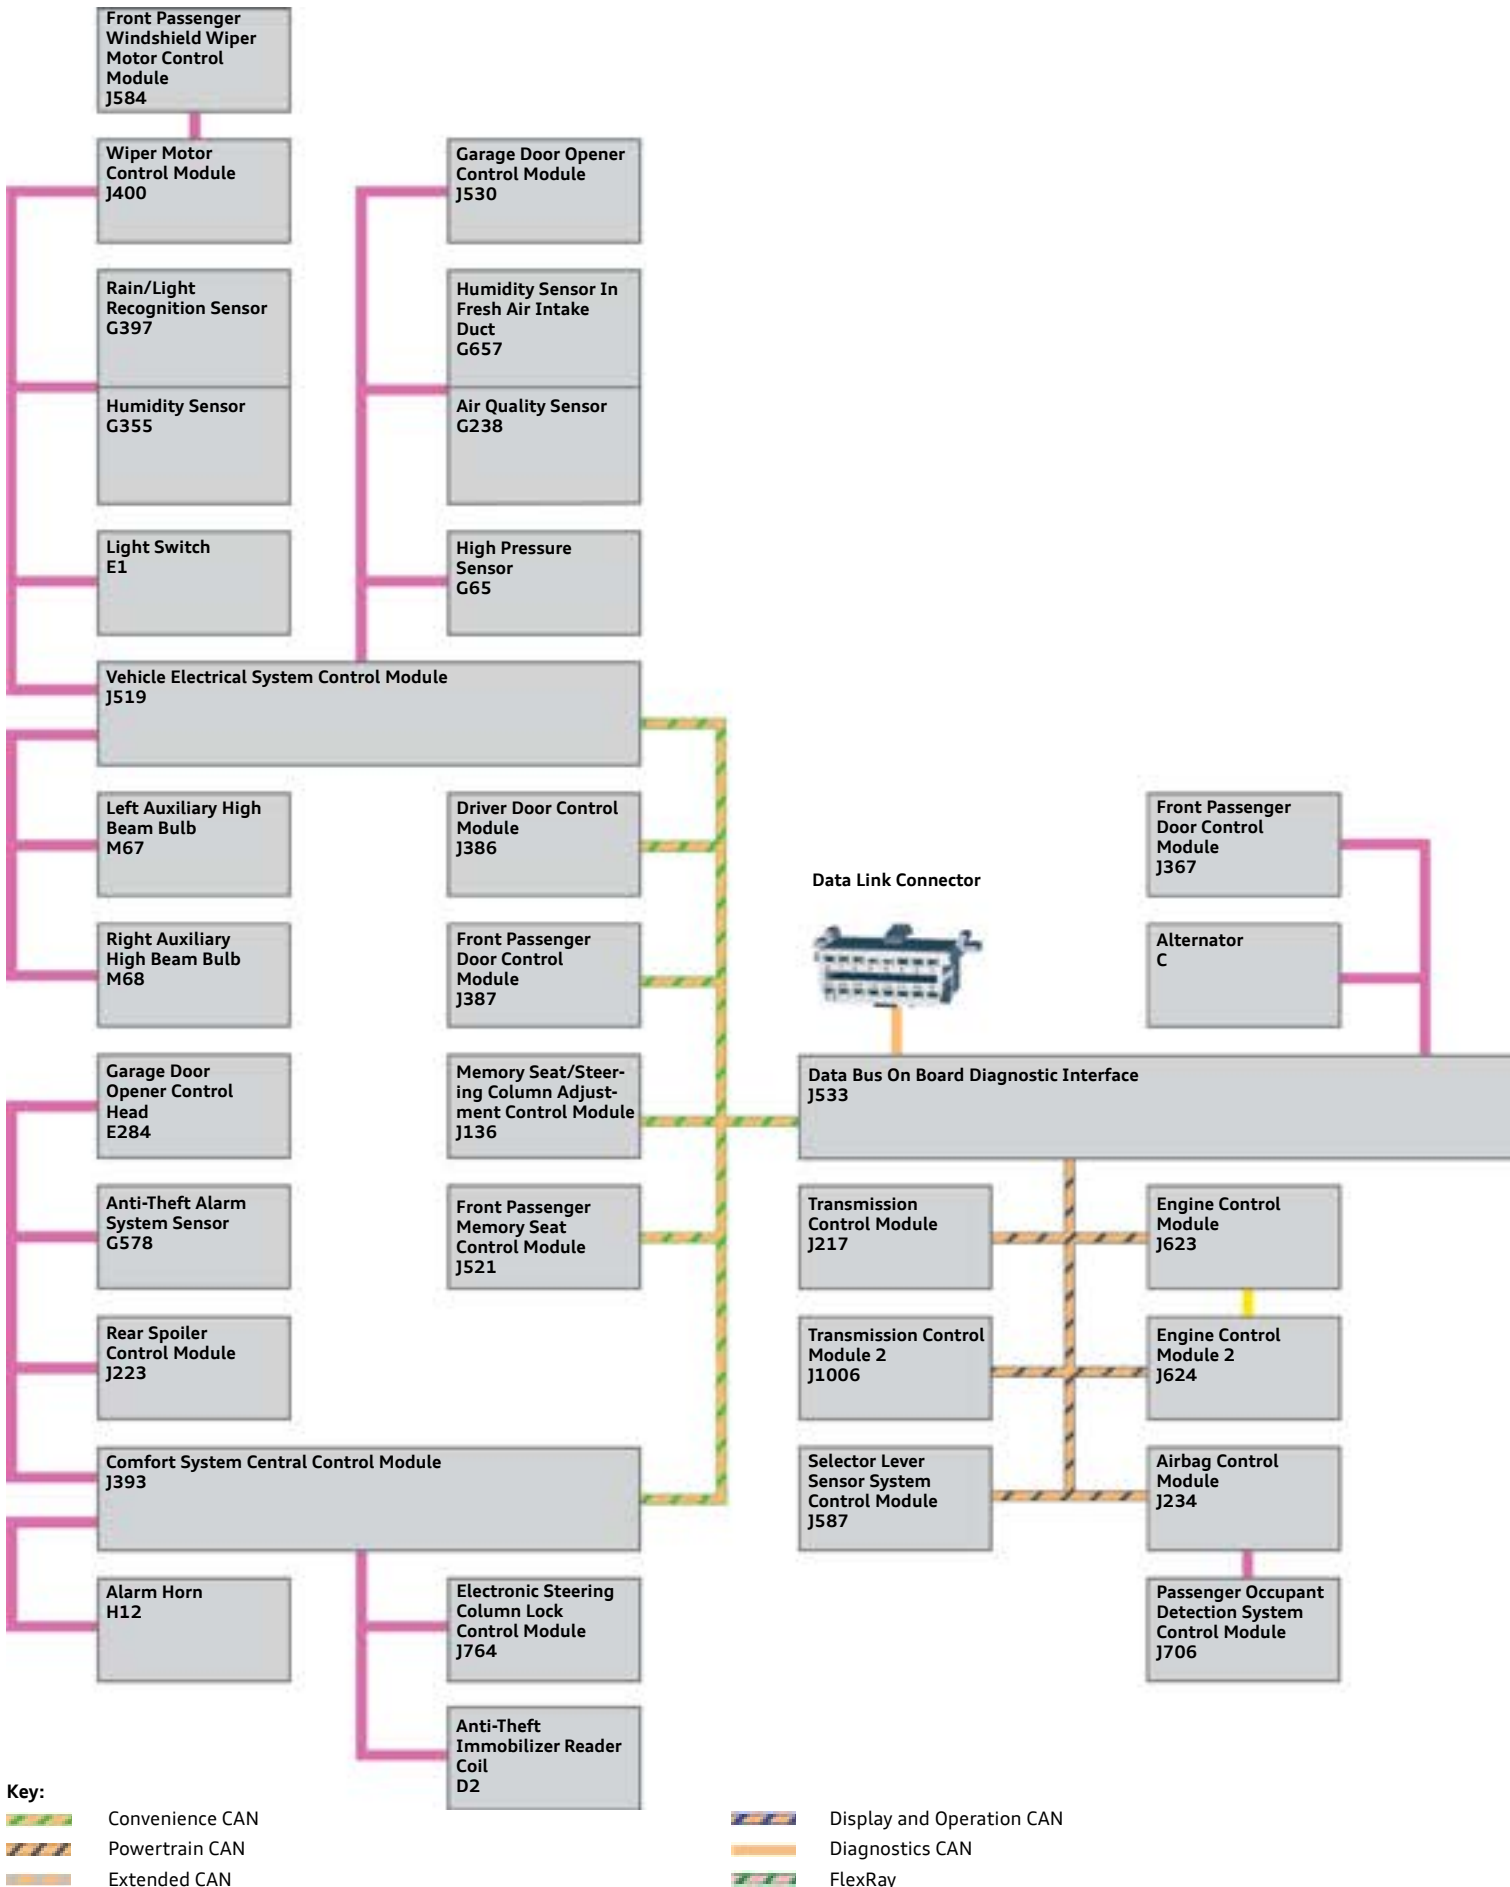 Front Passenger
Windshield Wiper
Motor Control
Module
J584
Wiper Motor
Control Module
J400
Garage Door Opener
Control Module
J530
Rain/Light
Recognition Sensor
G397
Humidity Sensor In
Fresh Air Intake
Duct
G657
Humidity Sensor
G355
Air Quality Sensor
G238
Light Switch
E1
High Pressure
Sensor
G65
Vehicle Electrical System Control Module
J519
Left Auxiliary High
Beam Bulb
M67
Driver Door Control
Module
J386
Front Passenger
Door Control
Module
J367
Data Link Connector
Right Auxiliary
High Beam Bulb
M68
Front Passenger
Door Control
Module
J387
Alternator
C
Garage Door
Opener Control
Head
E284
Memory Seat/Steer-
ing Column Adjust-
ment Control Module
J136
Data Bus On Board Diagnostic Interface
J533
Anti-Theft Alarm
System Sensor
G578
Front Passenger
Memory Seat
Control Module
J521
Transmission
Control Module
J217
Engine Control
Module
J623
Rear Spoiler
Control Module
J223
Transmission Control
Module 2
J1006
Engine Control
Module 2
J624
Comfort System Central Control Module
J393
Selector Lever
Sensor System
Control Module
J587
Airbag Control
Module
J234
Alarm Horn
H12
Electronic Steering
Column Lock
Control Module
J764
Passenger Occupant
Detection System
Control Module
J706
Anti-Theft
Immobilizer Reader
Coil
D2
Key:
Convenience CAN
Powertrain CAN
Extended CAN
Display and Operation CAN
Diagnostics CAN
FlexRay